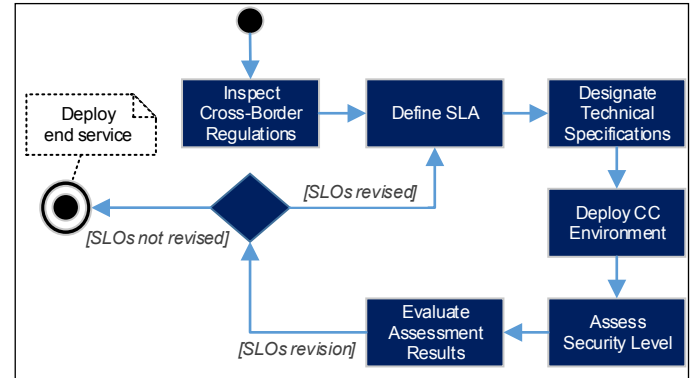 Inspect
Cross-Border
Regulations
Define SLA
Designate
Technical
Specifications
Deploy
end service
[SLOs revised]
[SLOs not revised]
Deploy CC
Environment
[SLOs revision]
Evaluate
Assessment
Results
Assess
Security Level